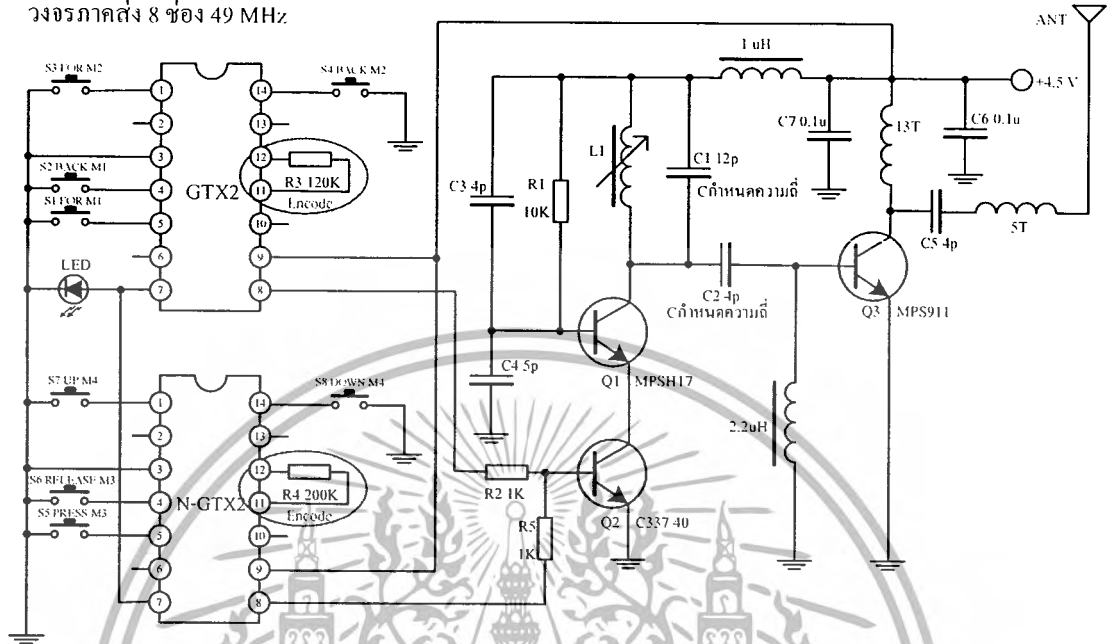 วงจรภาคส่ง 8 ช่อง 49 MHz
ANT
S3 FOR M2
S4 BACK M2
1 uH
+4.5 V
1
14
2
13
3
12
R3 120K
4
11
Encode
S2 BACK M1
S1 FOR M1
GTX2
5
10
6
9
7
8
LED
C3 4p
R1
10K
L1
C1 12p
Cกำหนดความถี่
C7 0.1u
13T
C6 0.1u
C5 4p
5T
C2 4p
Cกำหนดความถี่
Q3
MPS911
C4 5p
Q1
MPSH17
2.2uH
S7 UP M4
S8 DOWN M4
1
14
2
13
3
12
R4 200K
4
11
Encode
S6 RELEASE M3
S5 PRESS M3
N-GTX2
5
10
6
9
7
8
R2 1K
R5
1K
Q2
C337 40